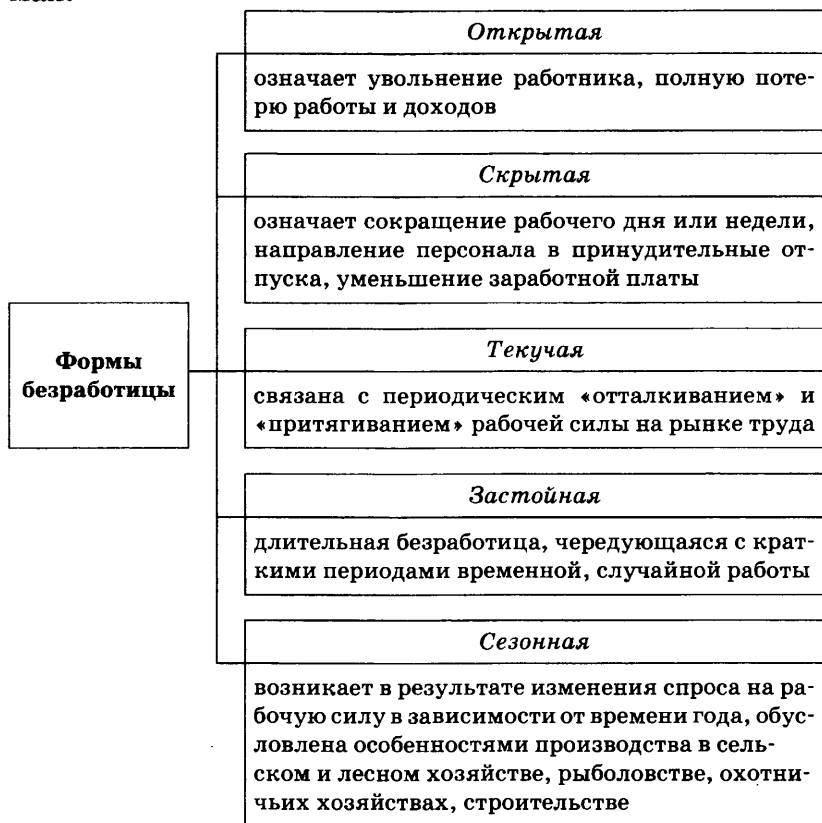 Открытая
означает увольнение работника, полную поте-
рю работы и доходов
Скрытая
означает сокращение рабочего дня или недели,
направление персонала в принудительные от-
пуска, уменьшение заработной платы
Формы
безработицы
Текучая
связана с периодическим «отталкиванием» и
«притягиванием» рабочей силы на рынке труда
Застойная
длительная безработица, чередующаяся с крат-
кими периодами временной, случайной работы
Сезонная
возникает в результате изменения спроса на ра-
бочую силу в зависимости от времени года, обус-
ловлена особенностями производства в сель-
ском и лесном хозяйстве, рыболовстве, охотни-
чьих хозяйствах, строительстве